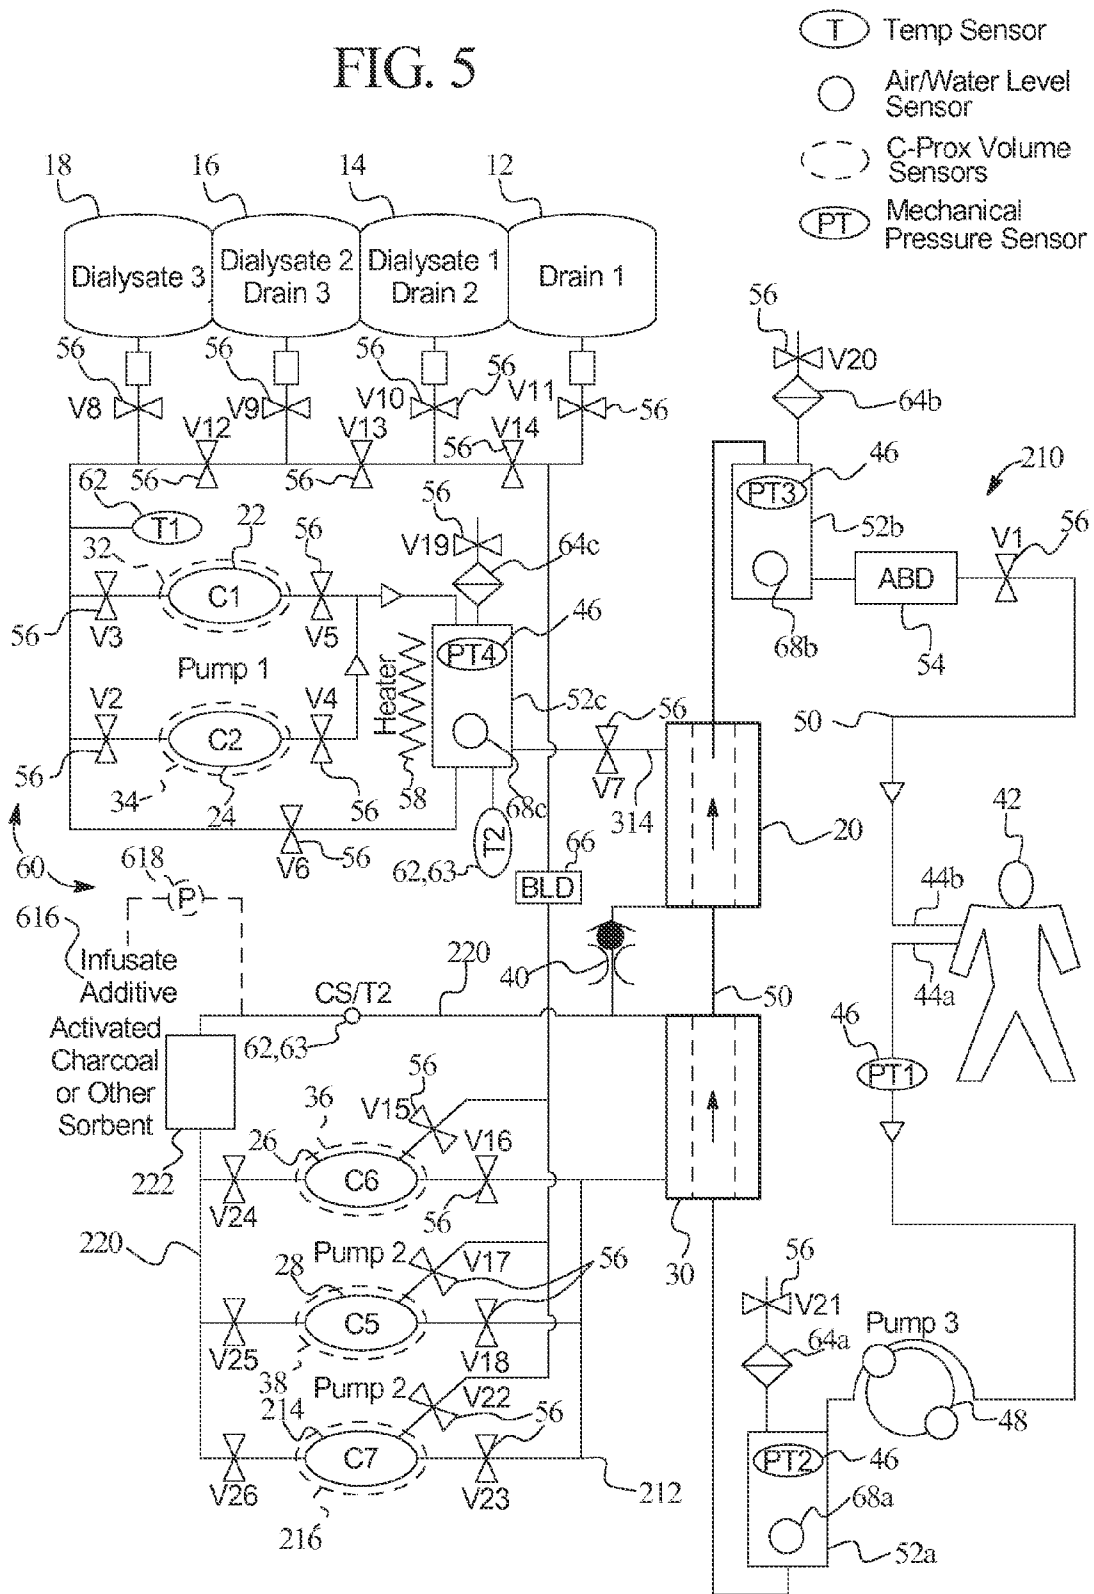 FIG. 5
T Temp Sensor
Air/Water Level
Sensor
C-Prox Volume
Sensors
PT Mechanical
Pressure Sensor
18
16
14
12
Dialysate 3
Dialysate 2
Drain 3
Dialysate 1
Drain 2
Drain 1
56
56
56
56
V8
V9
V10
V11
56
V12
V13
V14
56
56
56
56
V20
64b
46
210
PT3
52b
V1
56
ABD
68b
54
62
T1
32
22
56
C1
V3
V5
56
56
V19
64c
46
PT4
Pump 1
Heater
52c
V2
V4
C2
56
34
24
56
58
68c
56
V7
314
50
20
42
V6
56
T2
62,63
66
BLD
60
618
P
616
Infusate
Additive
44b
44a
40
50
220
CS/T2
62,63
Activated
Charcoal
or Other
Sorbent
222
46
PT1
56
V15
36
26
V16
C6
V24
56
220
30
Pump 2
V17
56
28
C5
V25
V18
38
Pump 2
V22
56
214
C7
V26
V23
212
216
56
V21
64a
Pump 3
48
PT2
46
68a
52a